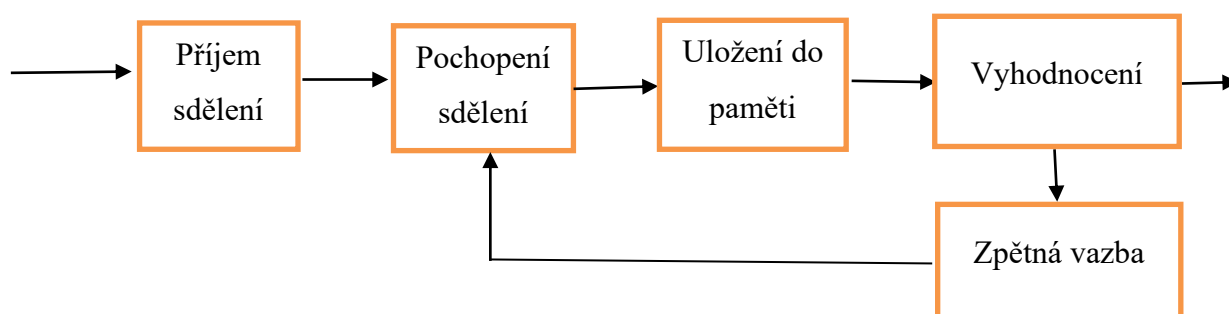 Příjem
sdělení
Pochopení
sdělení
Uložení do
paměti
Vyhodnocení
Zpětná vazba